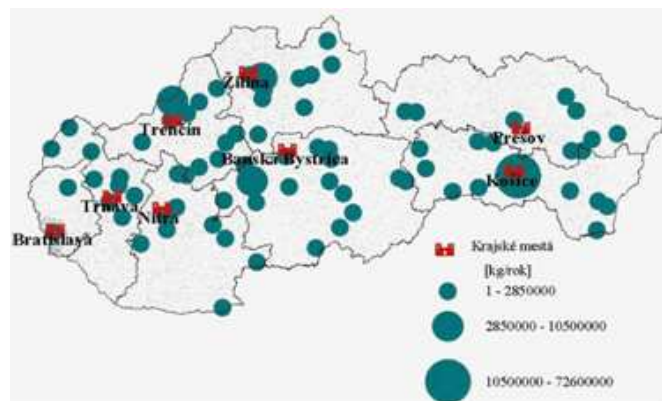 Žilina
Trenčín
Prešov
Banská Bystrica
Košice
Trnava
Nitra
Bratislava
Krajské mestá
[kg/rok]
1 - 2850000
2850000 - 10500000
10500000 - 72600000